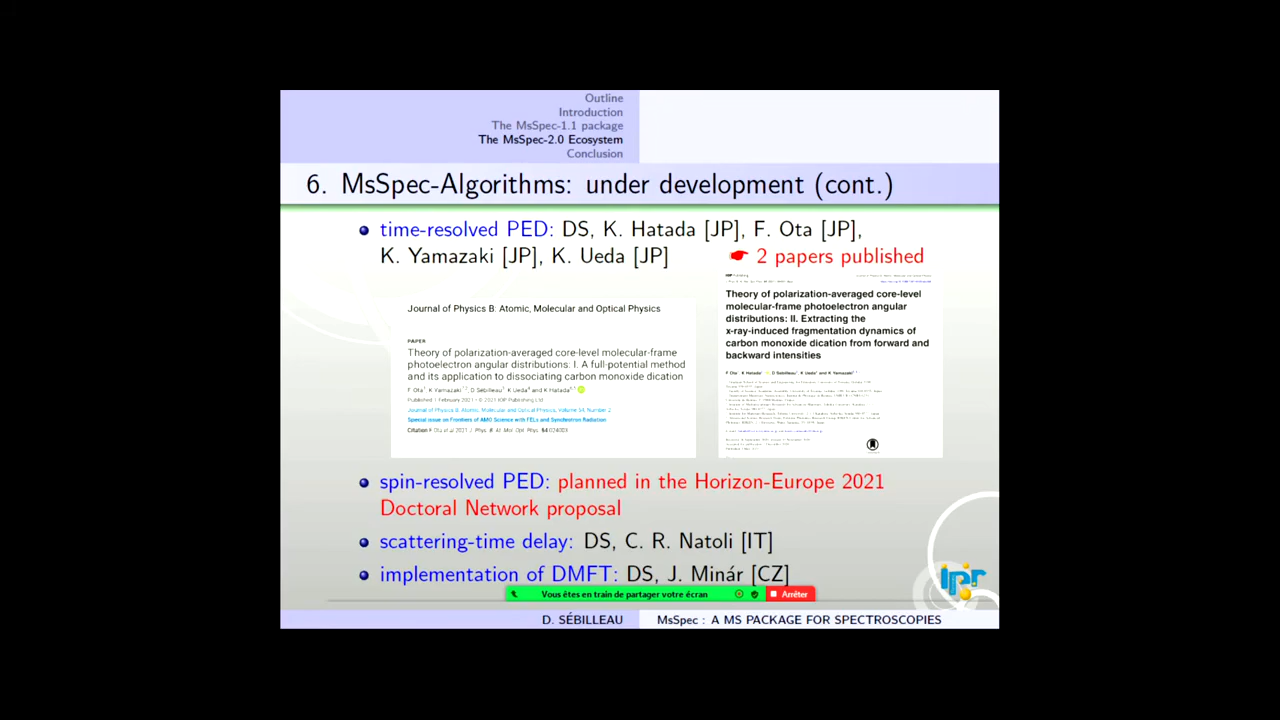 Outline
Introduction
The MsSpec-1.1 package
The MsSpec-2.0 Ecosystem
Conclusion
6. MsSpec-Algorithms: under development (cont.)
time-resolved PED: DS, K. Hatada [JP], F. Ota [JP],
K. Yamazaki [JP], K. Ueda [JP]
2 papers published
Journal of Physics B: Atomic, Molecular and Optical Physics
PAPER
Theory of polarization-averaged core-level molecular-frame
photoelectron angular distributions: I. A full-potential method
and its application to dissociating carbon monoxide dication
F Ota, K Yamazaki, D Sébilleau, K Ueda and K Hatada
Published 1 February 2021 • © 2021 IOP Publishing Ltd
Journal of Physics B: Atomic, Molecular and Optical Physics, Volume 54, Number 2
Special issue on Frontiers of AMO Science with FELs and Synchrotron Radiation
Citation F Ota et al 2021 J. Phys. B: At. Mol. Opt. Phys. 54 02400X
Theory of polarization-averaged core-level
molecular-frame photoelectron angular
distributions: II. Extracting the
x-ray-induced fragmentation dynamics of
carbon monoxide dication from forward and
backward intensities
F Ota, K Hatada, D Sébilleau, K Ueda and K Yamazaki
spin-resolved PED: planned in the Horizon-Europe 2021
Doctoral Network proposal
scattering-time delay: DS, C. R. Natoli [IT]
implementation of DMFT: DS, J. Minár [CZ]
ipr
Vous êtes en train de partager votre écran
Arrêter
D. SÉBILLEAU
MsSpec : A MS PACKAGE FOR SPECTROSCOPIES